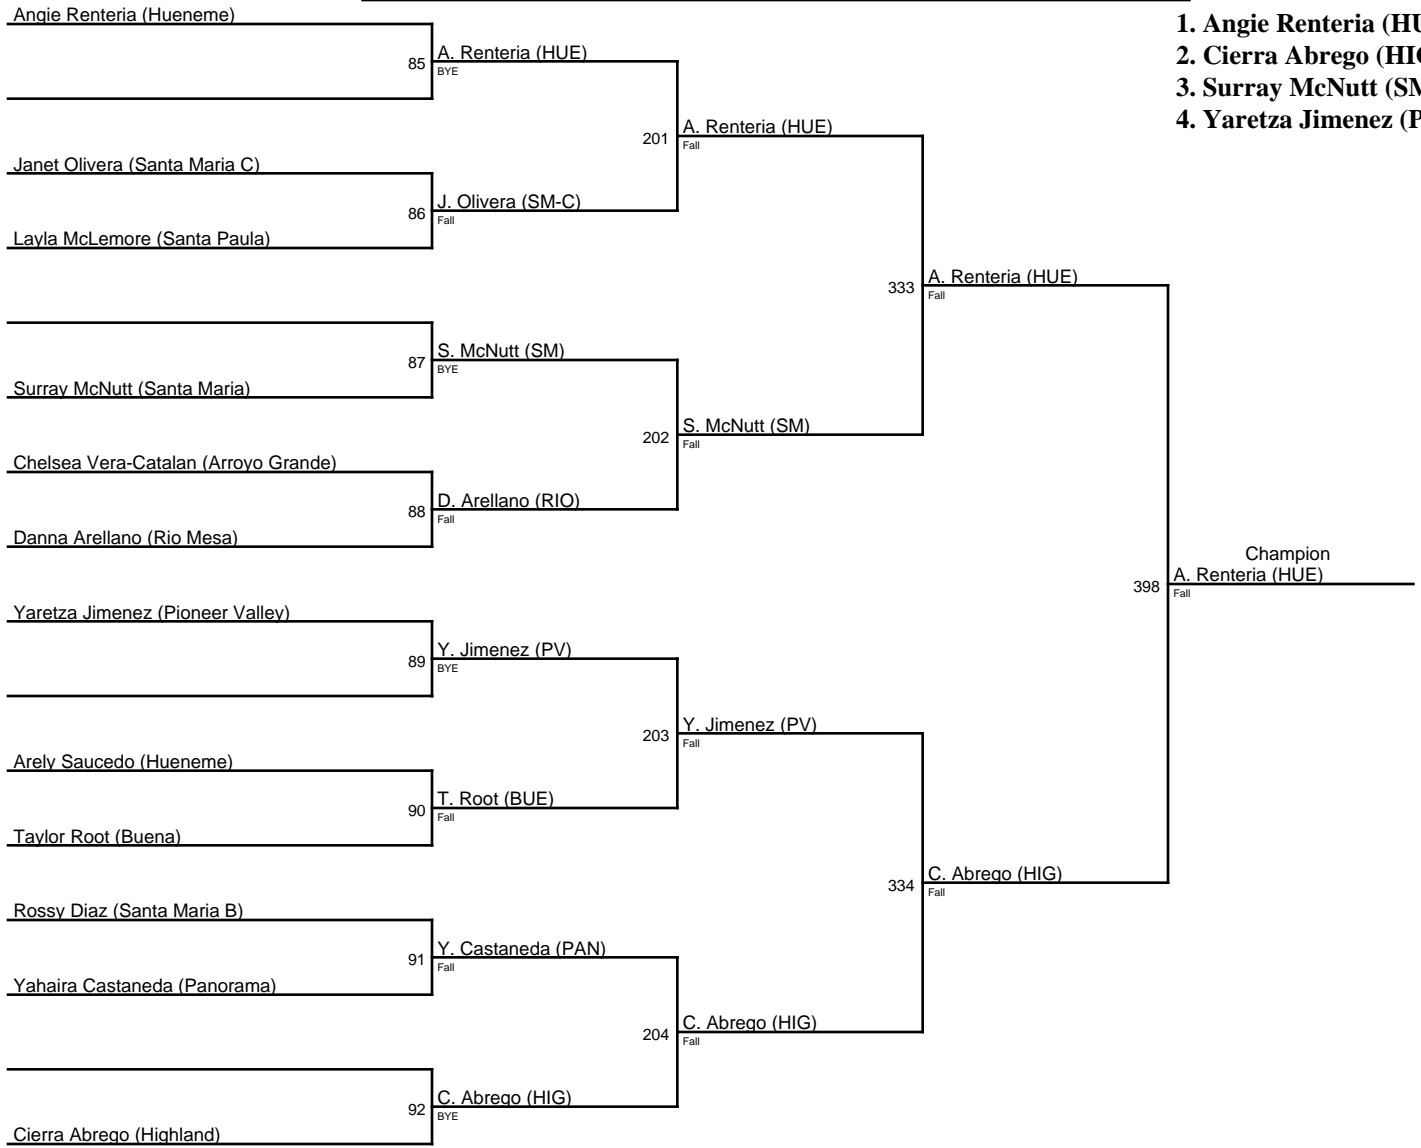 Angie Renteria (Hueneme)
85
A. Renteria (HUE)
BYE
Janet Olivera (Santa Maria C)
86
J. Olivera (SM-C)
Fall
Layla McLemore (Santa Paula)
201
A. Renteria (HUE)
Fall
87
S. McNutt (SM)
BYE
Surray McNutt (Santa Maria)
202
S. McNutt (SM)
Fall
Chelsea Vera-Catalan (Arroyo Grande)
88
D. Arellano (RIO)
Fall
Danna Arellano (Rio Mesa)
333
A. Renteria (HUE)
Fall
Yaretza Jimenez (Pioneer Valley)
89
Y. Jimenez (PV)
BYE
203
Y. Jimenez (PV)
Fall
Arely Saucedo (Hueneme)
90
T. Root (BUE)
Fall
Taylor Root (Buena)
334
C. Abrego (HIG)
Fall
Rossy Diaz (Santa Maria B)
91
Y. Castaneda (PAN)
Fall
Yahaira Castaneda (Panorama)
204
C. Abrego (HIG)
Fall
92
C. Abrego (HIG)
BYE
Cierra Abrego (Highland)
Champion
398
A. Renteria (HUE)
Fall
1. Angie Renteria (HU
2. Cierra Abrego (HI
3. Surray McNutt (SM
4. Yaretza Jimenez (P